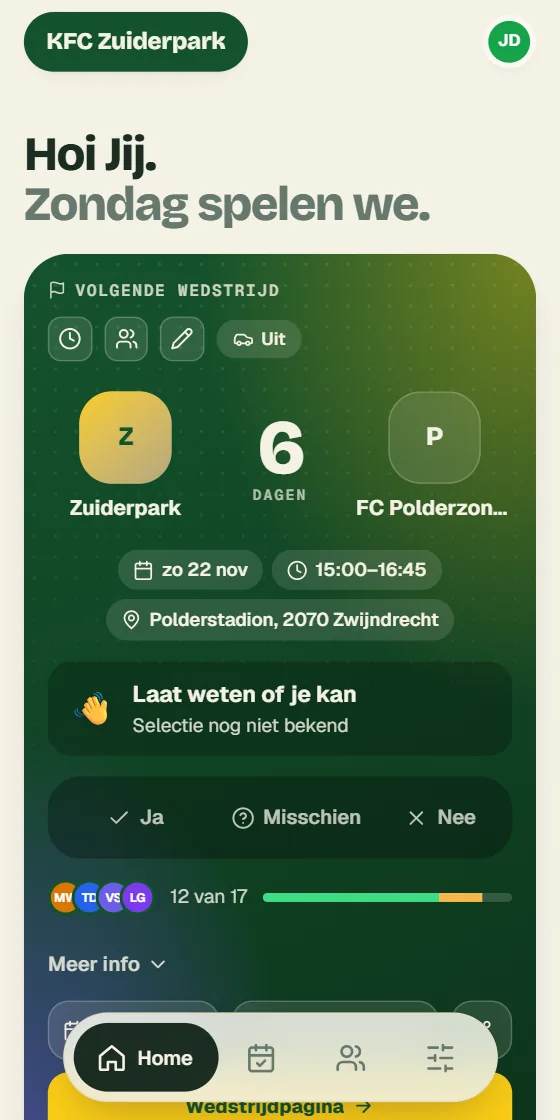 KFC Zuiderpark
JD
Hoi Jij.
Zondag spelen we.
VOLGENDE WEDSTRIJD
Uit
Z
6
P
DAGEN
Zuiderpark
FC Polderzon...
zo 22 nov
15:00–16:45
Polderstadion, 2070 Zwijndrecht
Laat weten of je kan
Selectie nog niet bekend
Ja
Misschien
Nee
MV TD VS LG
12 van 17
Meer info
Home
Wedstrijdpagina →